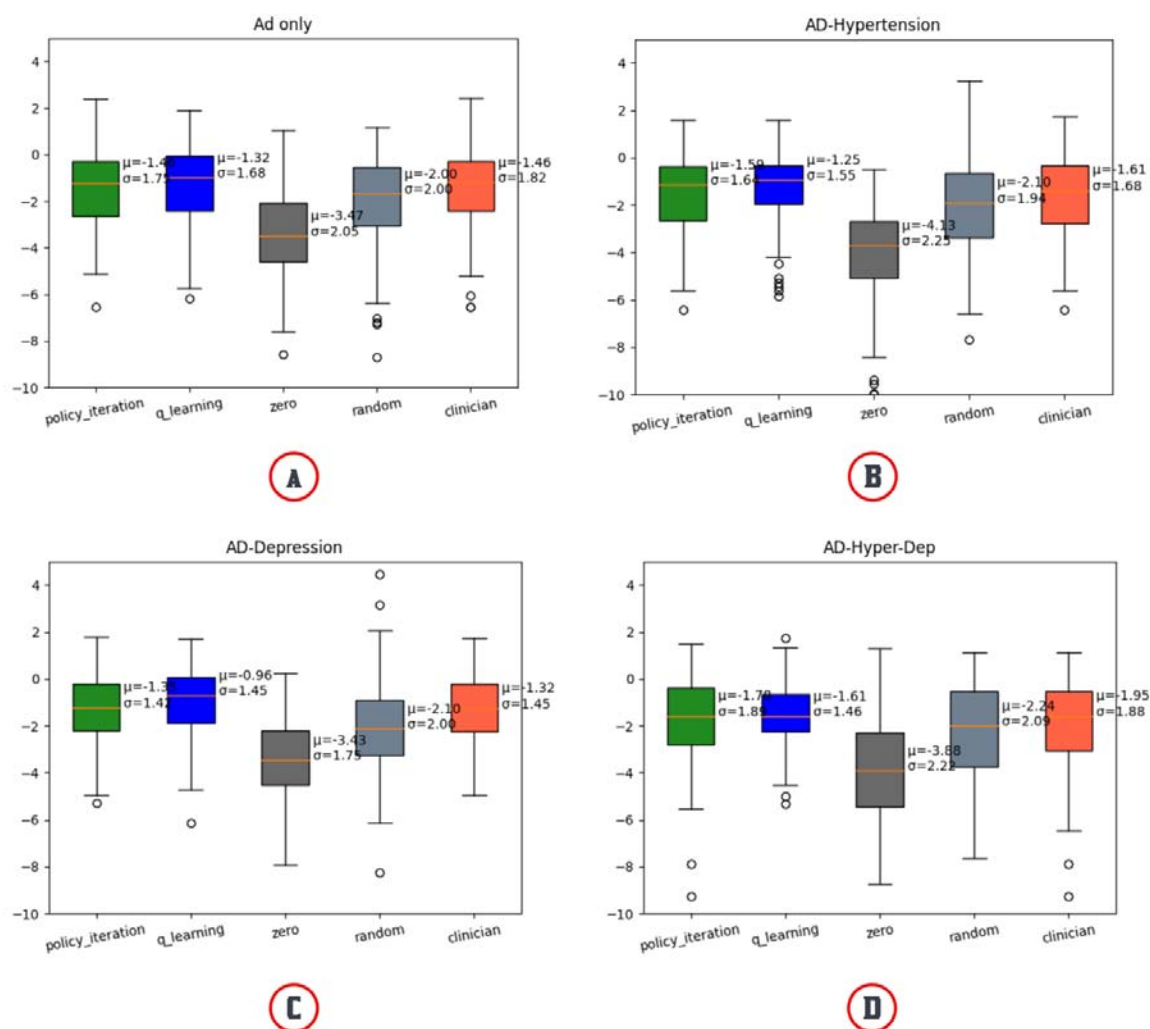 Ad only
4
2
0
−2
−4
−6
−8
−10
σ=1.68
μ=-1.32
μ=-3.47
σ=2.05
μ=-2.00
σ=2.00
μ=-1.46
σ=1.82
policy_iteration
q_learning
zero
random
clinician
A
AD-Hypertension
4
2
0
−2
−4
−6
−8
−10
μ=-1.59
σ=1.64
μ=-1.25
σ=1.55
μ=-4.13
σ=2.25
μ=-2.10
σ=1.94
μ=-1.61
σ=1.68
policy_iteration
q_learning
zero
random
clinician
B
AD-Depression
4
2
0
−2
−4
−6
−8
−10
σ=1.42
μ=-0.96
σ=1.45
μ=-3.43
σ=1.75
μ=-2.10
σ=2.00
μ=-1.32
σ=1.45
policy_iteration
q_learning
zero
random
clinician
C
AD-Hyper-Dep
4
2
0
−2
−4
−6
−8
−10
σ=1.89
μ=-1.61
σ=1.46
μ=-3.88
σ=2.22
μ=-2.24
σ=2.09
μ=-1.95
σ=1.88
policy_iteration
q_learning
zero
random
clinician
D